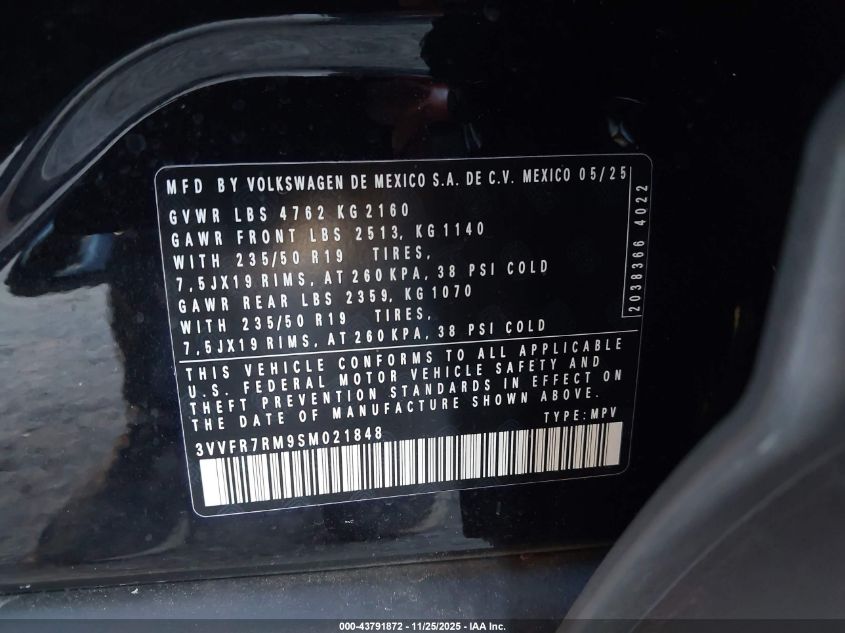 MFD BY VOLKSWAGEN DE MEXICO S.A. DE C.V. MEXICO 05/25
GVWR LBS 4762 KG 2160
GAWR FRONT LBS 2513, KG 1140
WITH 235/50 R19 TIRES,
7,5JX19 RIMS, AT 260 KPA, 38 PSI COLD
GAWR REAR LBS 2359, KG 1070
WITH 235/50 R19 TIRES,
7,5JX19 RIMS, AT 260 KPA, 38 PSI COLD
2038366 4022
THIS VEHICLE CONFORMS TO ALL APPLICABLE
U.S. FEDERAL MOTOR VEHICLE SAFETY AND
THEFT PREVENTION STANDARDS IN EFFECT ON
THE DATE OF MANUFACTURE SHOWN ABOVE.
TYPE: MPV
3VVFR7RM9SM021848
000-43791872 - 11/25/2025 - IAA Inc.